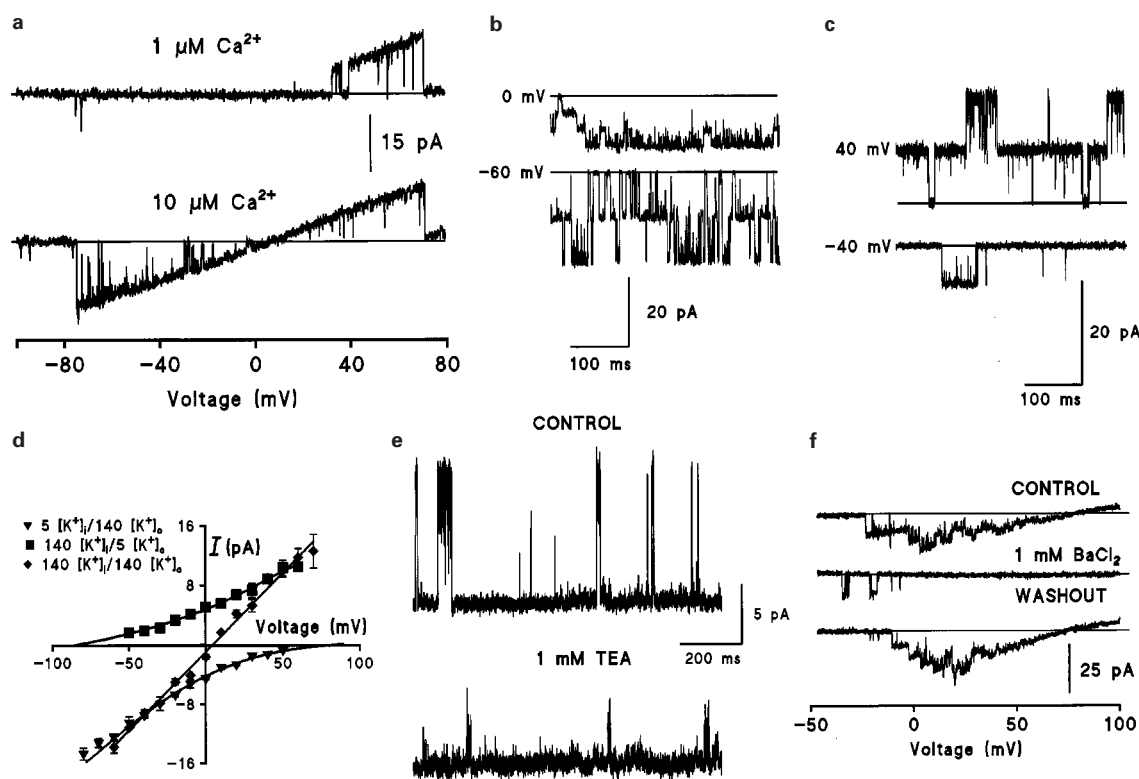 a
1 µM Ca²⁺
15 pA
10 µM Ca²⁺
−80 −40 0 40 80
Voltage (mV)
b
0 mV
−60 mV
20 pA
100 ms
c
40 mV
−40 mV
20 pA
100 ms
d
5 [K⁺]ᵢ/140 [K⁺]ₒ
140 [K⁺]ᵢ/5 [K⁺]ₒ
140 [K⁺]ᵢ/140 [K⁺]ₒ
16
I (pA)
8
Voltage (mV)
−100 −50 50 100
−8
−16
e
CONTROL
5 pA
200 ms
1 mM TEA
f
CONTROL
1 mM BaCl₂
WASHOUT
25 pA
−50 0 50 100
Voltage (mV)